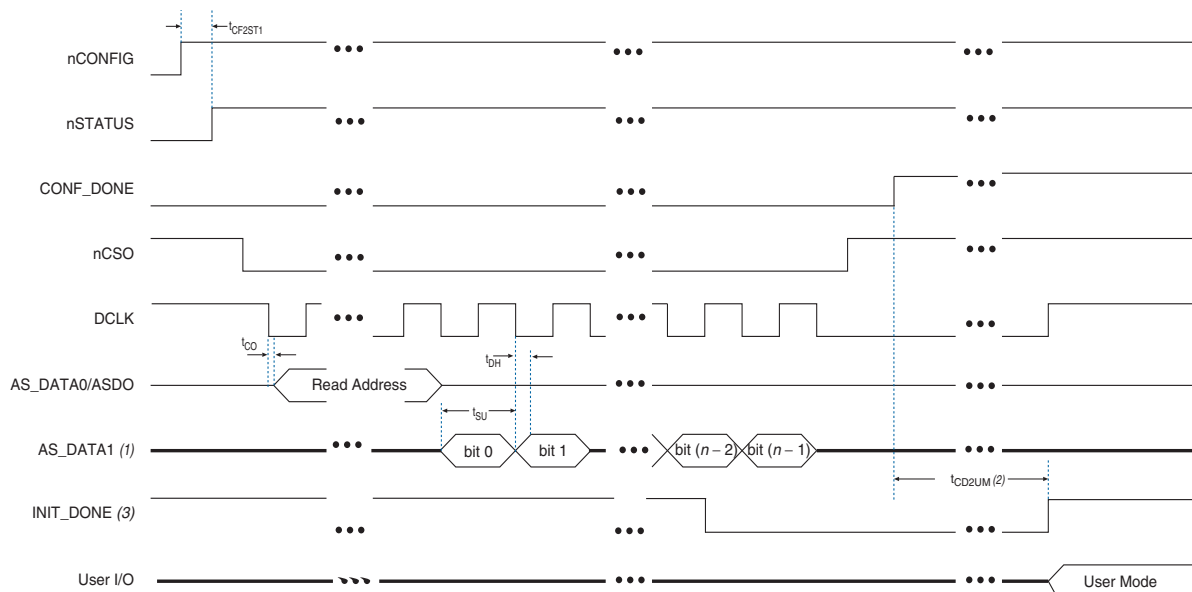 tCF2ST1
nCONFIG
nSTATUS
CONF_DONE
nCSO
DCLK
tCO
tDH
AS_DATA0/ASDO
Read Address
tSU
AS_DATA1 (1)
bit 0
bit 1
bit (n – 2)
bit (n – 1)
tCD2UM (2)
INIT_DONE (3)
User I/O
User Mode